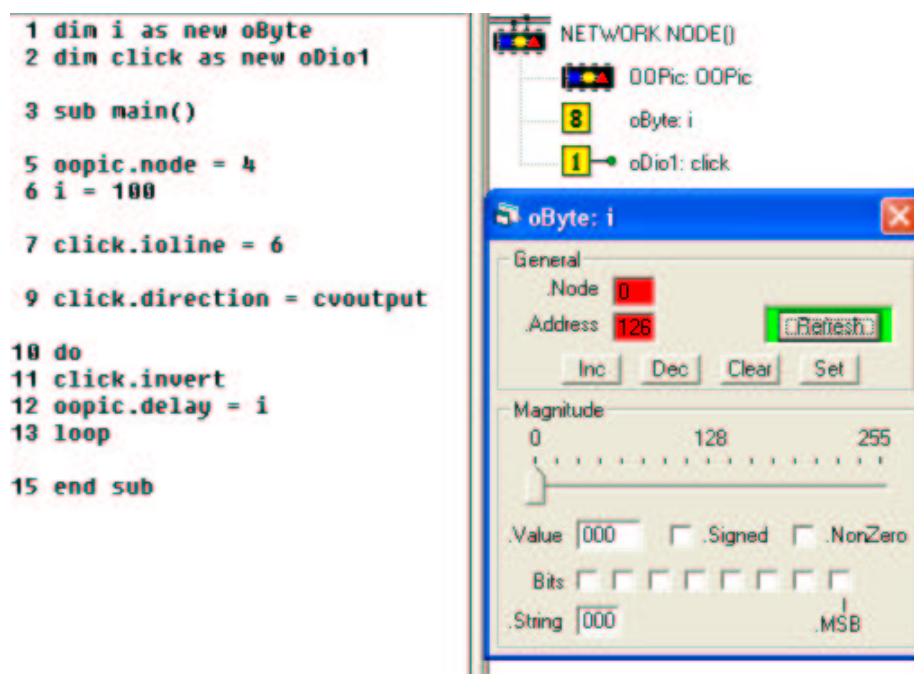 1 dim i as new oByte
2 dim click as new oDio1
3 sub main()
5 oopic.node = 4
6 i = 100
7 click.ioline = 6
9 click.direction = cvoutput
10 do
11 click.invert
12 oopic.delay = i
13 loop
15 end sub
NETWORK NODE()
OOPic: OOPic
8 oByte: i
1 oDio1: click
oByte: i
General
.Node 0
.Address 126 Refresh
Inc Dec Clear Set
Magnitude
0 128 255
.Value 000 .Signed .NonZero
Bits
.String 000 .MSB